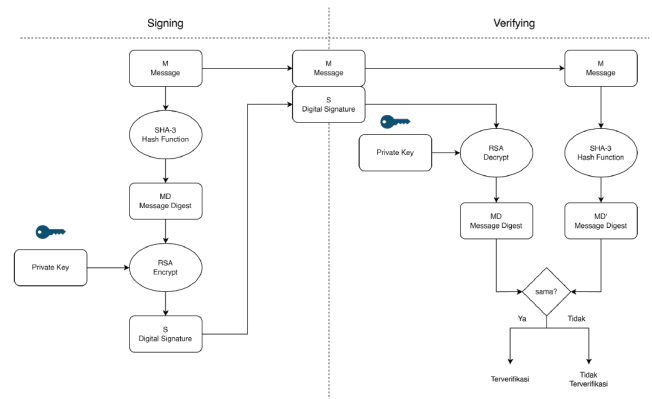 Signing
Verifying
M
Message
M
Message
M
Message
S
Digital Signature
SHA-3
Hash Function
Private Key
RSA
Decrypt
SHA-3
Hash Function
MD
Message Digest
MD
Message Digest
MD'
Message Digest
Private Key
RSA
Encrypt
sama?
Ya
Tidak
S
Digital Signature
Terverifikasi
Tidak
Terverifikasi